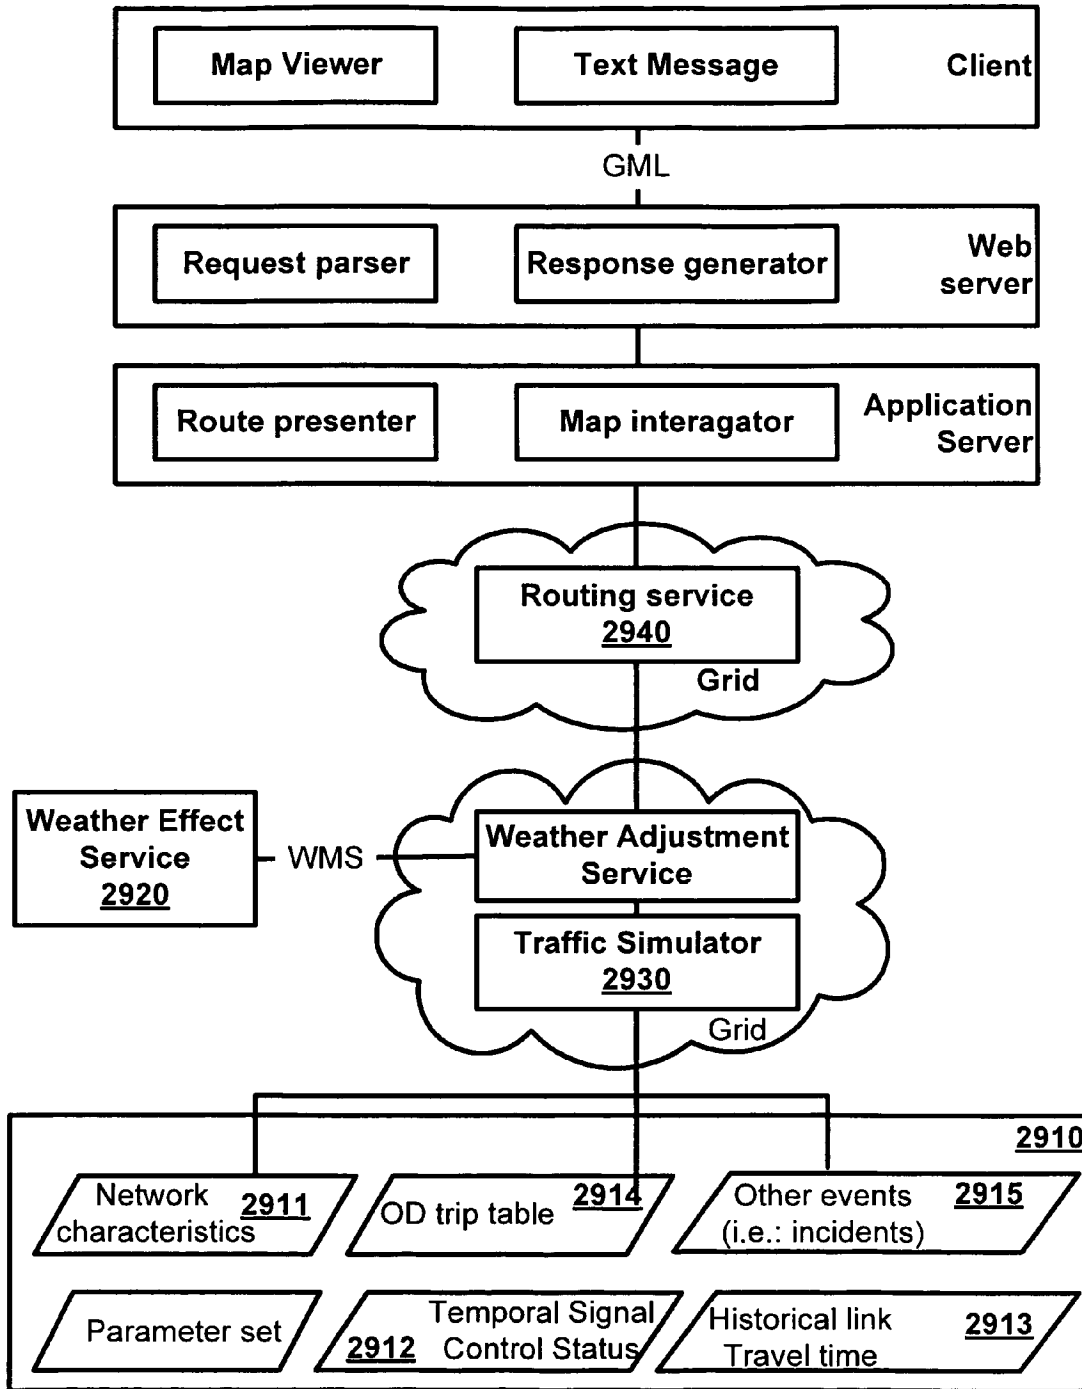 Map Viewer
Text Message
Client
GML
Request parser
Response generator
Web
server
Route presenter
Map interagator
Application
Server
Routing service
2940
Grid
Weather Effect
Service
2920
WMS
Weather Adjustment
Service
Traffic Simulator
2930
Grid
2910
Network
characteristics
2911
OD trip table
2914
Other events
(i.e.: incidents)
2915
Parameter set
2912
Temporal Signal
Control Status
Historical link
Travel time
2913